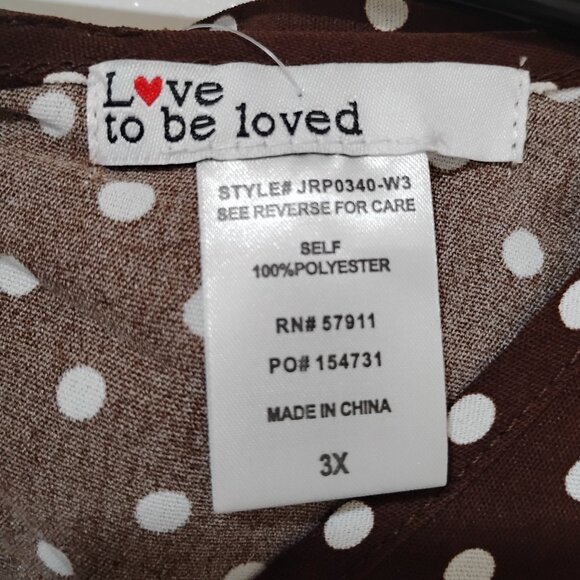 L♥ve
to be loved
STYLE# JRP0340-W3
SEE REVERSE FOR CARE
SELF
100%POLYESTER
RN# 57911
PO# 154731
MADE IN CHINA
3X